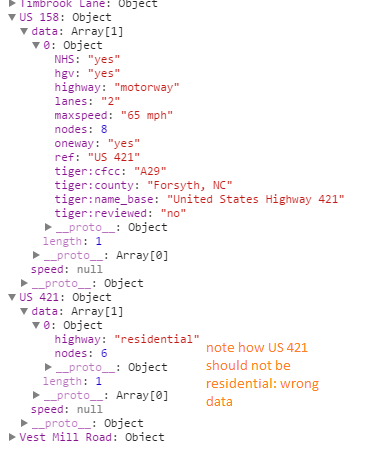 ▶ Timbrook Lane: Object
▼ US 158: Object
▼ data: Array[1]
▼ 0: Object
NHS: "yes"
hgv: "yes"
highway: "motorway"
lanes: "2"
maxspeed: "65 mph"
nodes: 8
oneway: "yes"
ref: "US 421"
tiger:cfcc: "A29"
tiger:county: "Forsyth, NC"
tiger:name_base: "United States Highway 421"
tiger:reviewed: "no"
▶ __proto__: Object
length: 1
▶ __proto__: Array[0]
speed: null
▶ __proto__: Object
▼ US 421: Object
▼ data: Array[1]
▼ 0: Object
highway: "residential"
nodes: 6
▶ __proto__: Object
length: 1
▶ __proto__: Array[0]
speed: null
▶ __proto__: Object
▶ Vest Mill Road: Object
note how US 421
should not be
residential: wrong
data